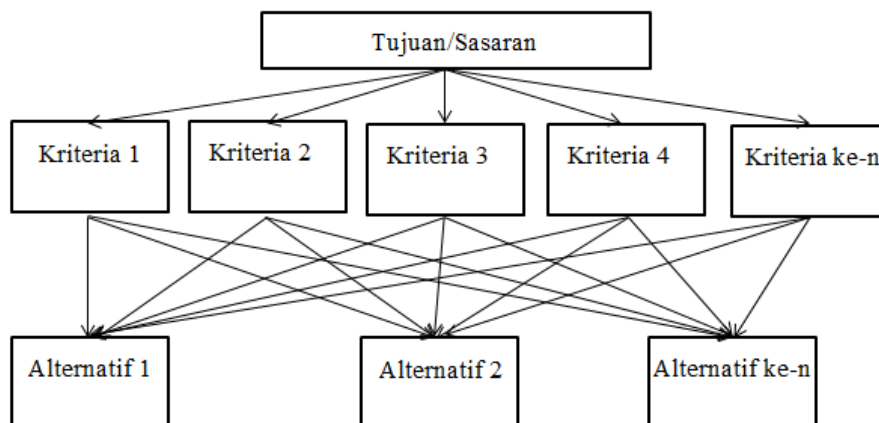 Tujuan/Sasaran
Kriteria 1
Kriteria 2
Kriteria 3
Kriteria 4
Kriteria ke-n
Alternatif 1
Alternatif 2
Alternatif ke-n